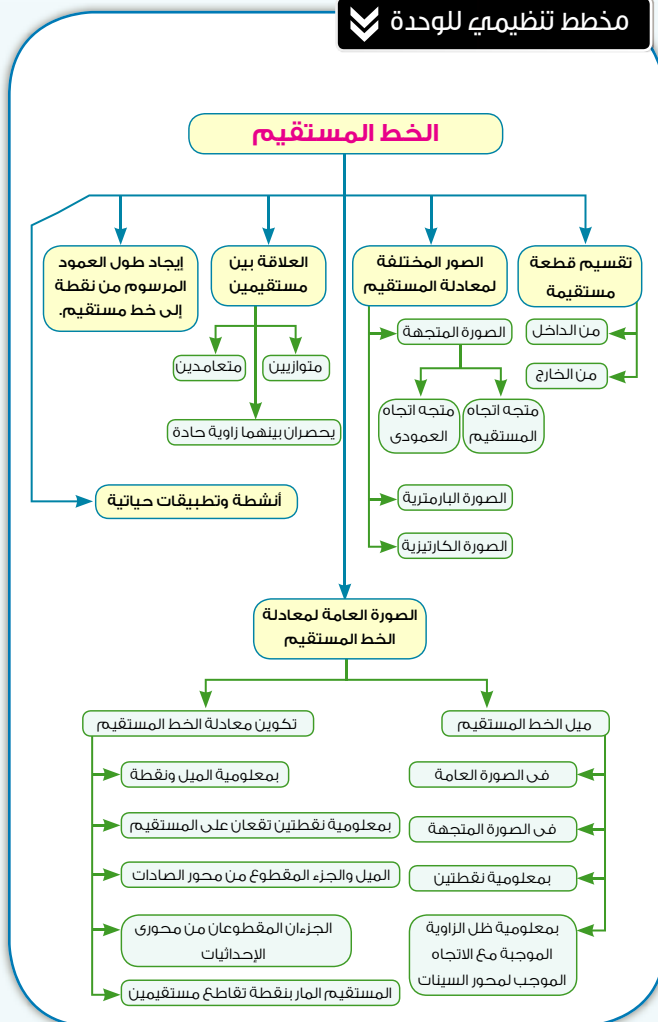 مخطط تنظيمي للوحدة
الخط المستقيم
تقسيم قطعة
مستقيمة
من الداخل
من الخارج
الصور المختلفة
لمعادلة المستقيم
الصورة المتجهة
متجه اتجاه
المستقيم
متجه اتجاه
العمودى
الصورة البارمترية
الصورة الكارتيزية
العلاقة بين
مستقيمين
متوازيين
متعامدين
يحصران بينهما زاوية حادة
إيجاد طول العمود
المرسوم من نقطة
إلى خط مستقيم.
أنشطة وتطبيقات حياتية
الصورة العامة لمعادلة
الخط المستقيم
ميل الخط المستقيم
فى الصورة العامة
فى الصورة المتجهة
بمعلومية نقطتين
بمعلومية ظل الزاوية
الموجبة مع الاتجاه
الموجب لمحور السينات
تكوين معادلة الخط المستقيم
بمعلومية الميل ونقطة
بمعلومية نقطتين تقعان على المستقيم
الميل والجزء المقطوع من محور الصادات
الجزءان المقطوعان من محورى
الإحداثيات
المستقيم المار بنقطة تقاطع مستقيمين